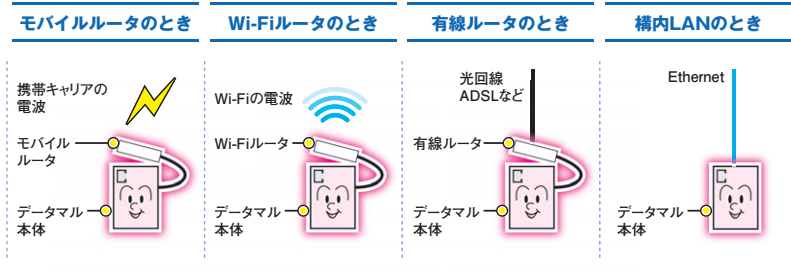 モバイルルータのとき
携帯キャリアの
電波
モバイル
ルータ
データマル
本体
Wi-Fiルータのとき
Wi-Fiの電波
Wi-Fiルータ
データマル
本体
有線ルータのとき
光回線
ADSLなど
有線ルータ
データマル
本体
構内LANのとき
Ethernet
データマル
本体